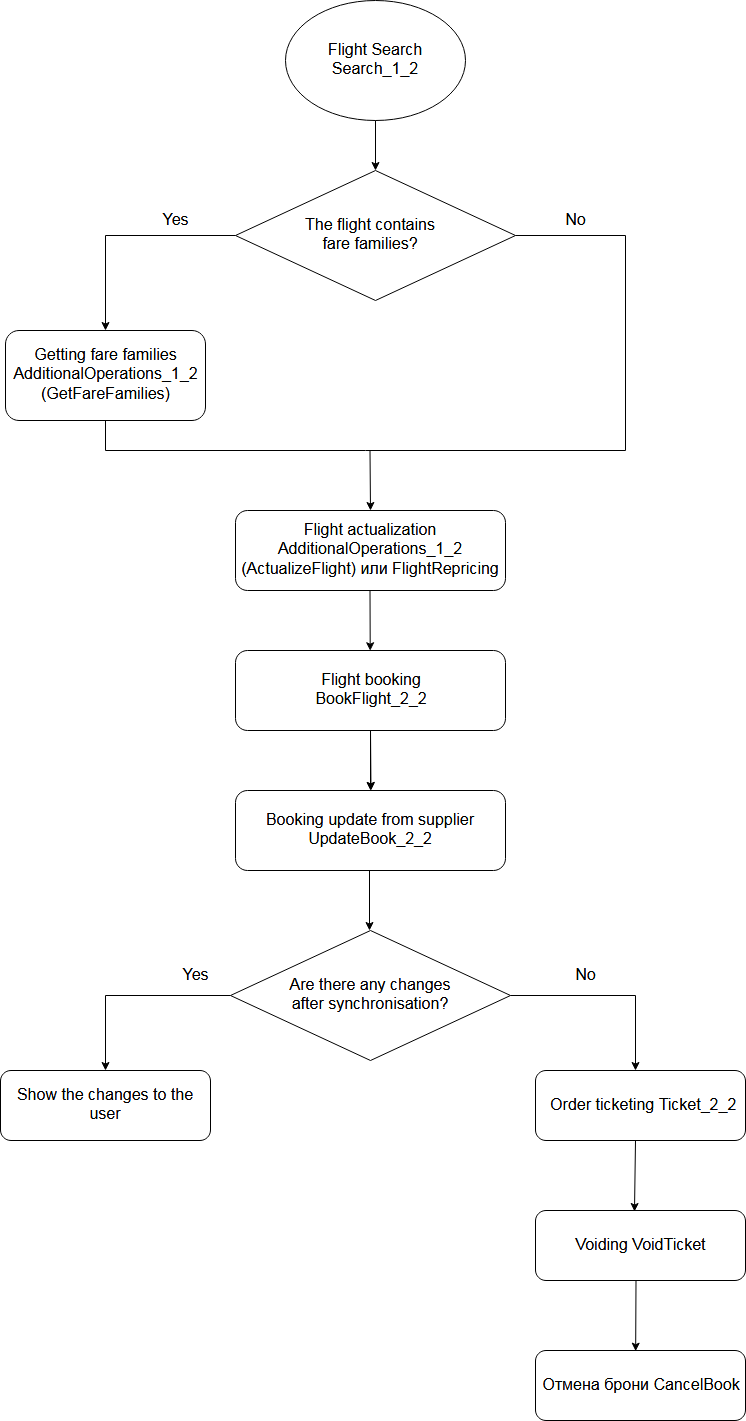 Flight Search
Search_1_2
Yes
No
The flight contains
fare families?
Getting fare families
AdditionalOperations_1_2
(GetFareFamilies)
Flight actualization
AdditionalOperations_1_2
(ActualizeFlight) или FlightRepricing
Flight booking
BookFlight_2_2
Booking update from supplier
UpdateBook_2_2
Yes
No
Are there any changes
after synchronisation?
Show the changes to the
user
Order ticketing Ticket_2_2
Voiding VoidTicket
Отмена брони CancelBook